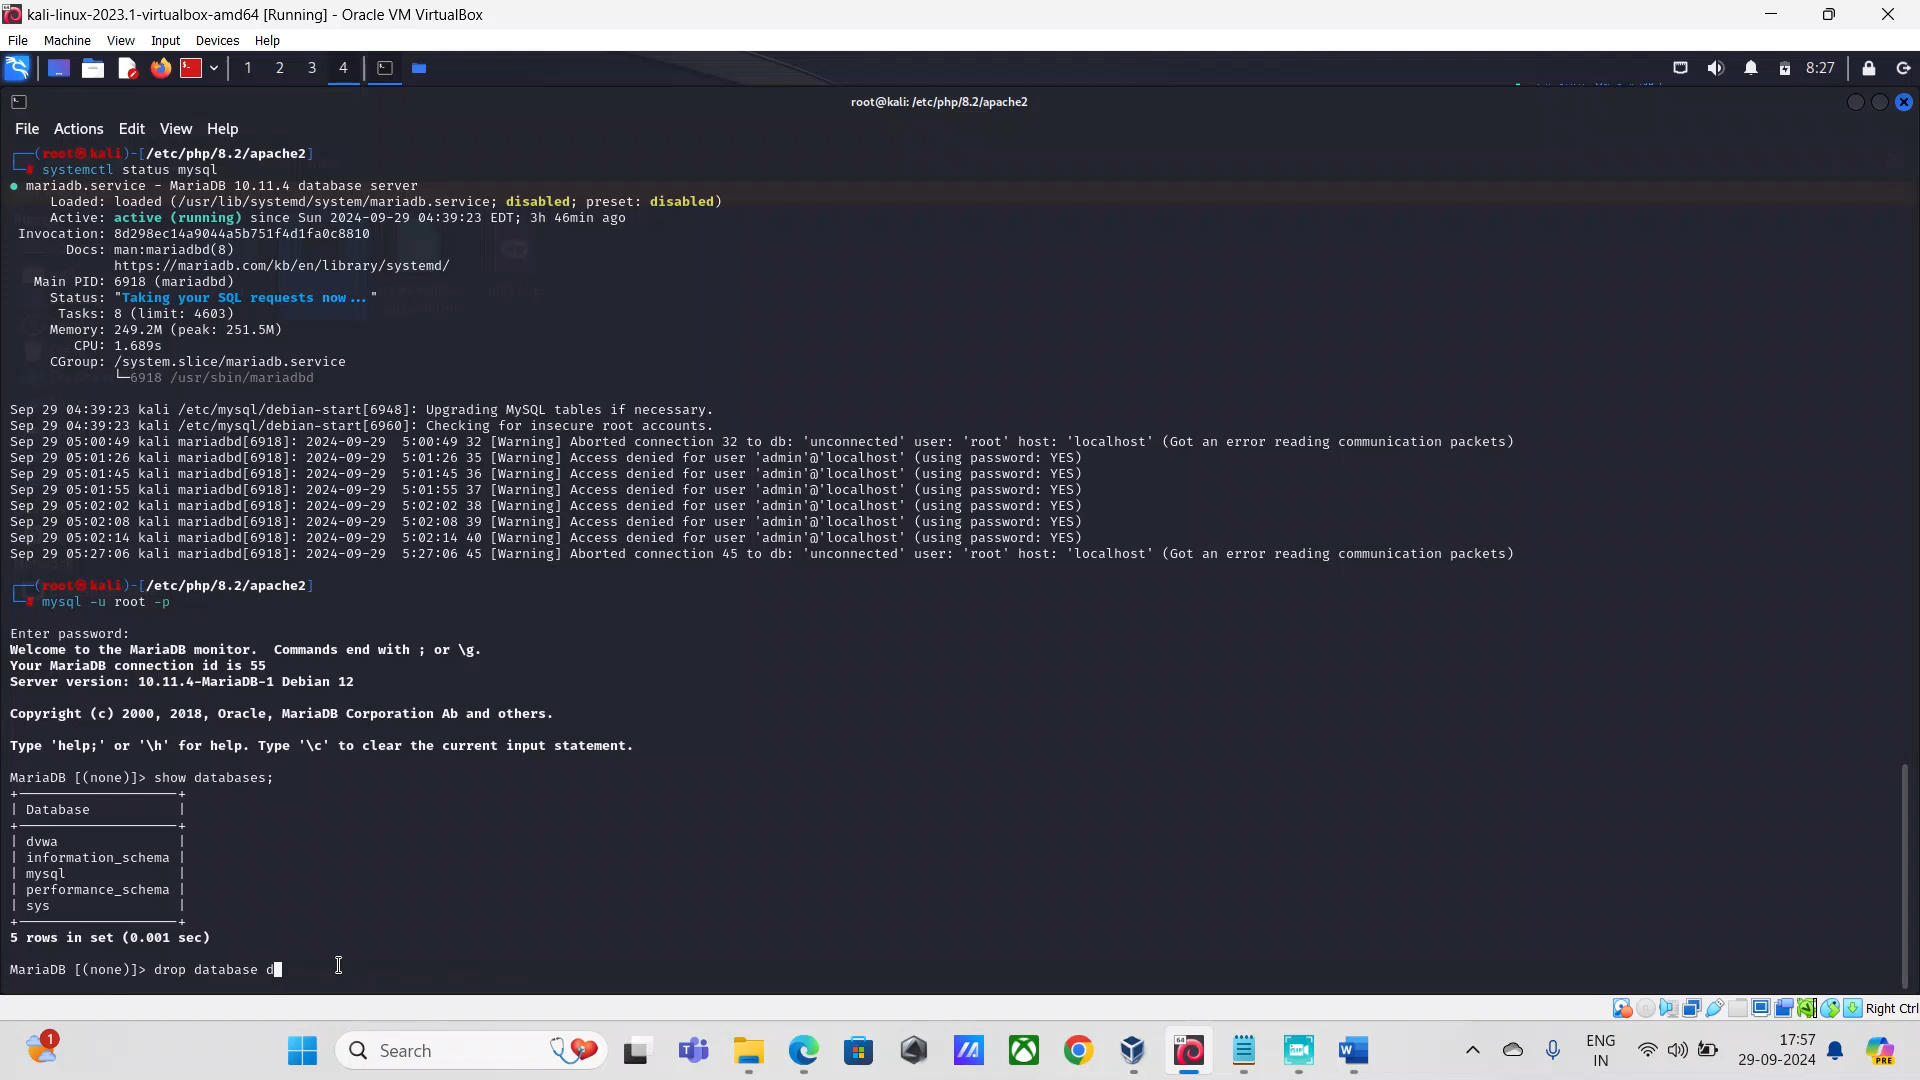 kali-linux-2023.1-virtualbox-amd64 [Running] - Oracle VM VirtualBox
File Machine View Input Devices Help
1 2 3 4 8:27
root@kali: /etc/php/8.2/apache2
File Actions Edit View Help
┌──(root㉿kali)-[/etc/php/8.2/apache2]
└─# systemctl status mysql
● mariadb.service - MariaDB 10.11.4 database server
Loaded: loaded (/usr/lib/systemd/system/mariadb.service; disabled; preset: disabled)
Active: active (running) since Sun 2024-09-29 04:39:23 EDT; 3h 46min ago
Invocation: 8d298ec14a9044a5b751f4d1fa0c8810
Docs: man:mariadbd(8)
https://mariadb.com/kb/en/library/systemd/
Main PID: 6918 (mariadbd)
Status: "Taking your SQL requests now..."
Tasks: 8 (limit: 4603)
Memory: 249.2M (peak: 251.5M)
CPU: 1.689s
CGroup: /system.slice/mariadb.service
└─6918 /usr/sbin/mariadbd
Sep 29 04:39:23 kali /etc/mysql/debian-start[6948]: Upgrading MySQL tables if necessary.
Sep 29 04:39:23 kali /etc/mysql/debian-start[6960]: Checking for insecure root accounts.
Sep 29 05:00:49 kali mariadbd[6918]: 2024-09-29 5:00:49 32 [Warning] Aborted connection 32 to db: 'unconnected' user: 'root' host: 'localhost' (Got an error reading communication packets)
Sep 29 05:01:26 kali mariadbd[6918]: 2024-09-29 5:01:26 35 [Warning] Access denied for user 'admin'@'localhost' (using password: YES)
Sep 29 05:01:45 kali mariadbd[6918]: 2024-09-29 5:01:45 36 [Warning] Access denied for user 'admin'@'localhost' (using password: YES)
Sep 29 05:01:55 kali mariadbd[6918]: 2024-09-29 5:01:55 37 [Warning] Access denied for user 'admin'@'localhost' (using password: YES)
Sep 29 05:02:02 kali mariadbd[6918]: 2024-09-29 5:02:02 38 [Warning] Access denied for user 'admin'@'localhost' (using password: YES)
Sep 29 05:02:08 kali mariadbd[6918]: 2024-09-29 5:02:08 39 [Warning] Access denied for user 'admin'@'localhost' (using password: YES)
Sep 29 05:02:14 kali mariadbd[6918]: 2024-09-29 5:02:14 40 [Warning] Access denied for user 'admin'@'localhost' (using password: YES)
Sep 29 05:27:06 kali mariadbd[6918]: 2024-09-29 5:27:06 45 [Warning] Aborted connection 45 to db: 'unconnected' user: 'root' host: 'localhost' (Got an error reading communication packets)
┌──(root㉿kali)-[/etc/php/8.2/apache2]
└─# mysql -u root -p
Enter password:
Welcome to the MariaDB monitor. Commands end with ; or \g.
Your MariaDB connection id is 55
Server version: 10.11.4-MariaDB-1 Debian 12
Copyright (c) 2000, 2018, Oracle, MariaDB Corporation Ab and others.
Type 'help;' or '\h' for help. Type '\c' to clear the current input statement.
MariaDB [(none)]> show databases;
+--------------------+
| Database |
+--------------------+
| dvwa |
| information_schema |
| mysql |
| performance_schema |
| sys |
+--------------------+
5 rows in set (0.001 sec)
MariaDB [(none)]> drop database d
Right Ctrl
1 Search 64 W ENG IN 17:57 29-09-2024 PRE